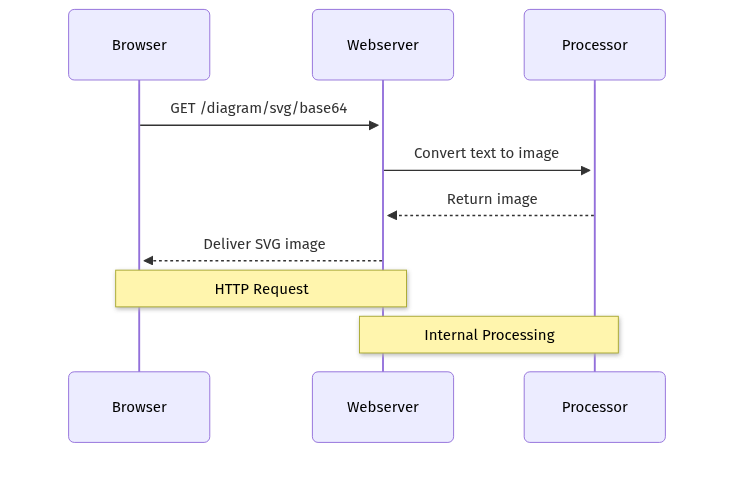 Browser
Webserver
Processor
GET /diagram/svg/base64
Convert text to image
Return image
Deliver SVG image
HTTP Request
Internal Processing
Browser
Webserver
Processor